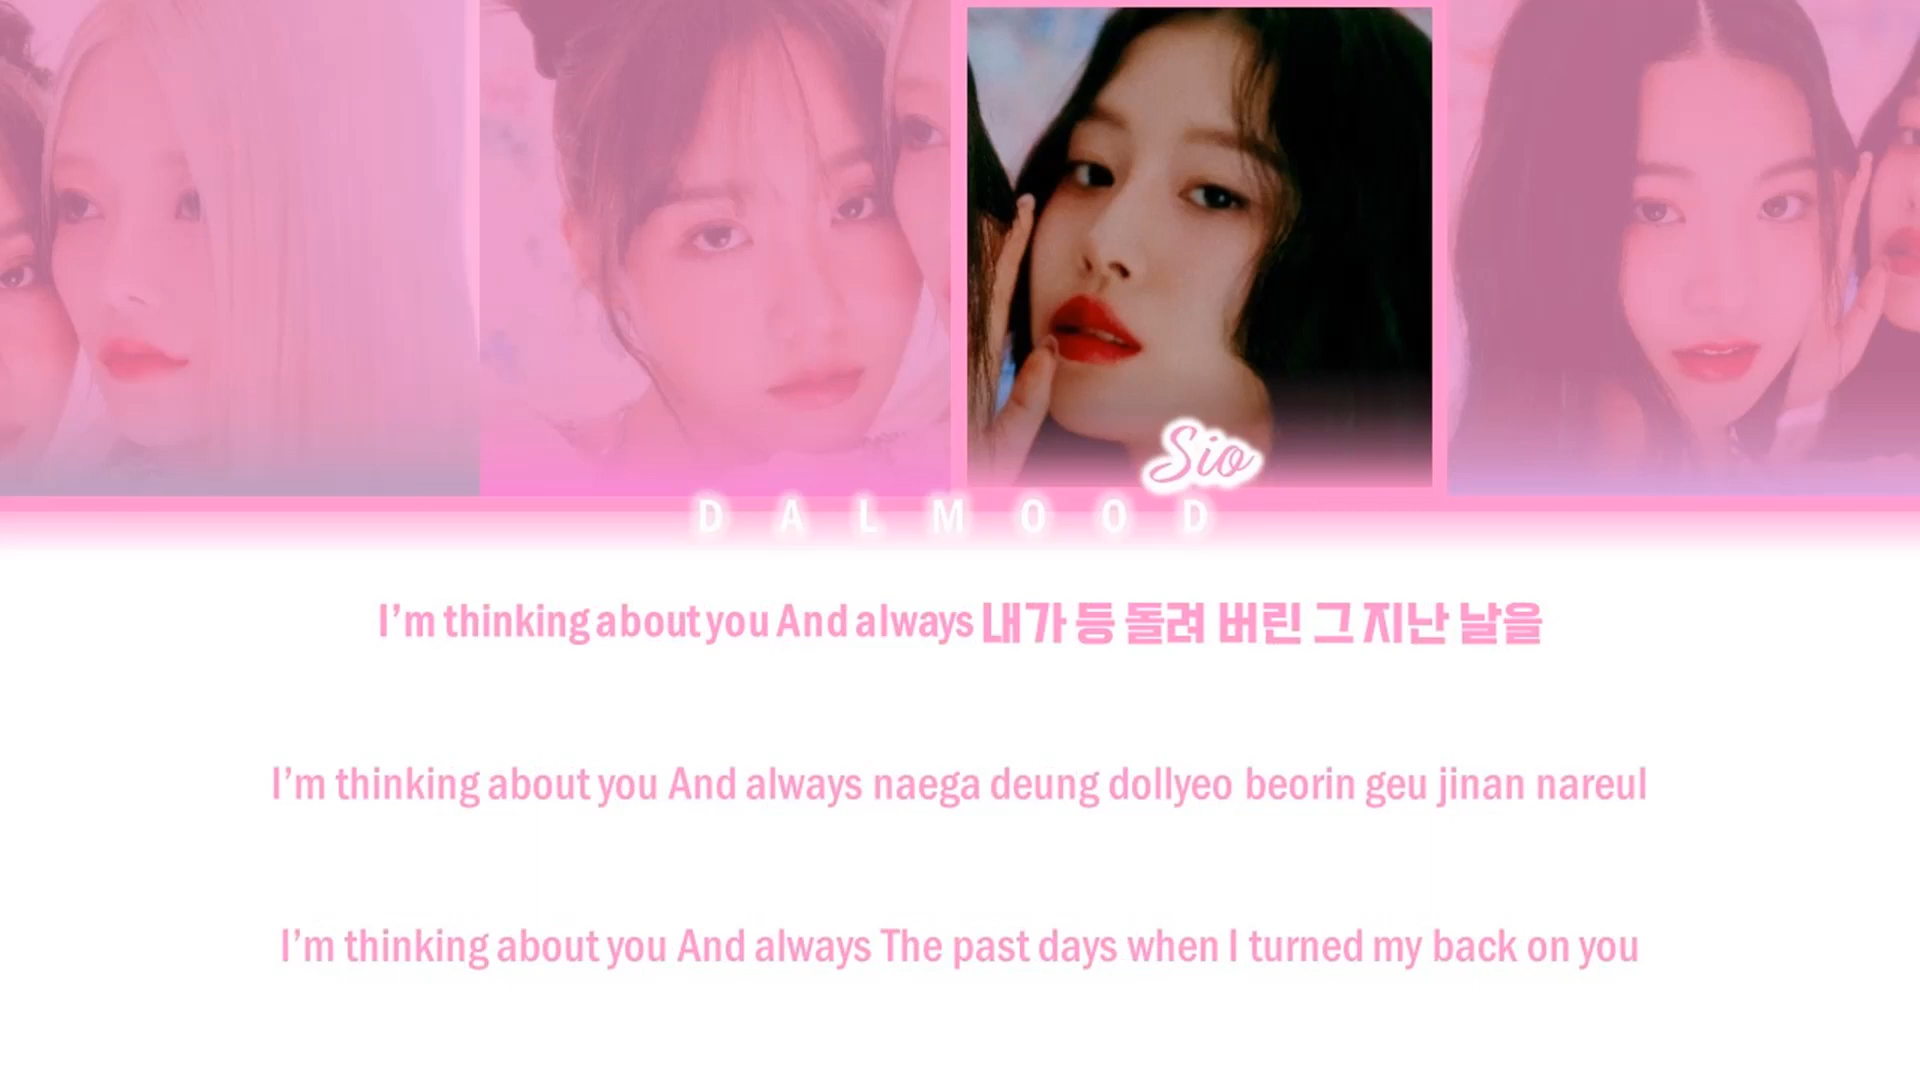 Sio
D A L M O O D
I'm thinking about you And always 내가 등 돌려 버린 그 지난 날을
I'm thinking about you And always naega deung dollyeo beorin geu jinan nareul
I'm thinking about you And always The past days when I turned my back on you